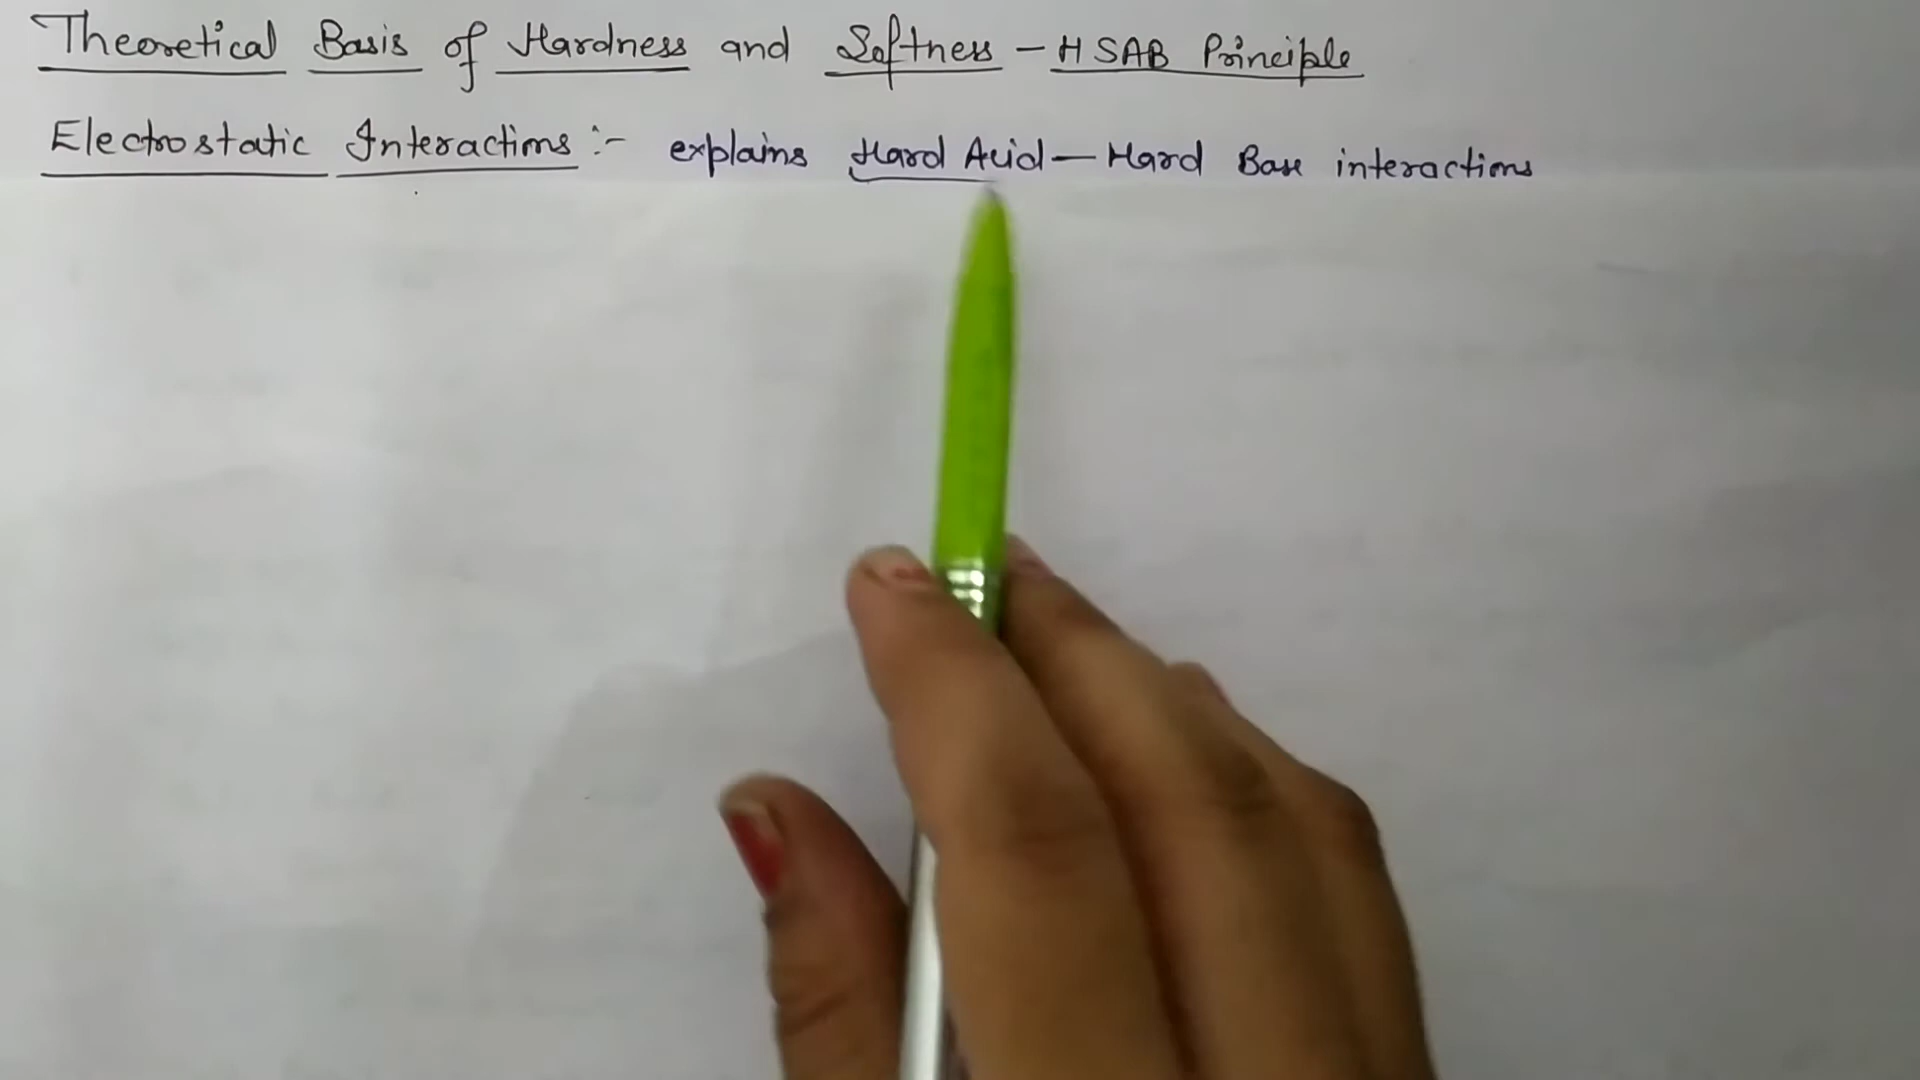 Theoretical Basis of Hardness and Softness - HSAB Principle
Electrostatic Interactions :- explains Hard Acid - Hard Base interactions